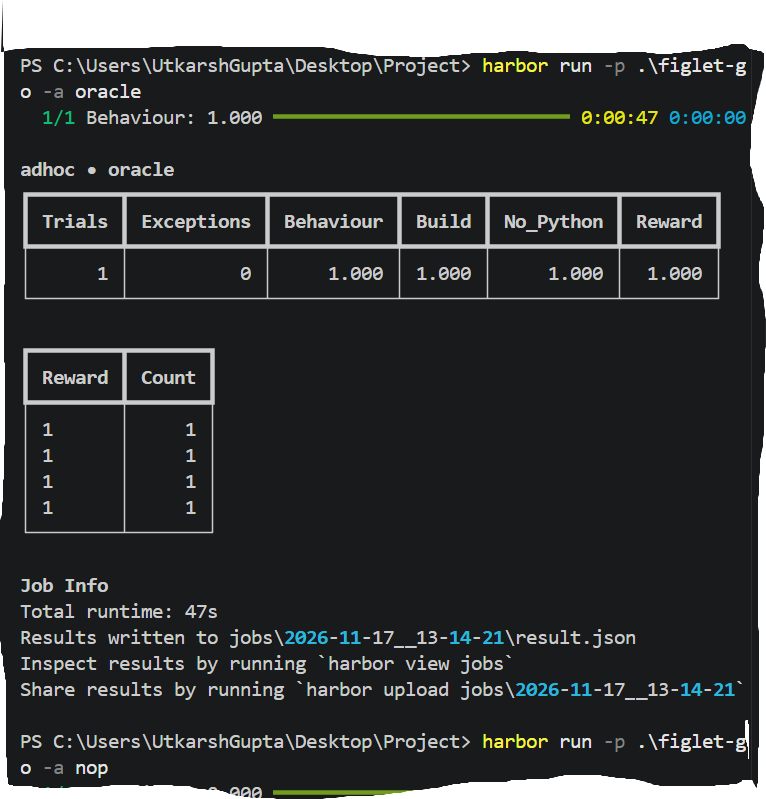 PS C:\Users\UtkarshGupta\Desktop\Project> harbor run -p .\figlet-g
o -a oracle
1/1 Behaviour: 1.000 0:00:47 0:00:00
adhoc • oracle
Trials Exceptions Behaviour Build No_Python Reward
1 0 1.000 1.000 1.000 1.000
Reward Count
1 1
1 1
1 1
1 1
Job Info
Total runtime: 47s
Results written to jobs\2026-11-17__13-14-21\result.json
Inspect results by running `harbor view jobs`
Share results by running `harbor upload jobs\2026-11-17__13-14-21`
PS C:\Users\UtkarshGupta\Desktop\Project> harbor run -p .\figlet-g
o -a nop